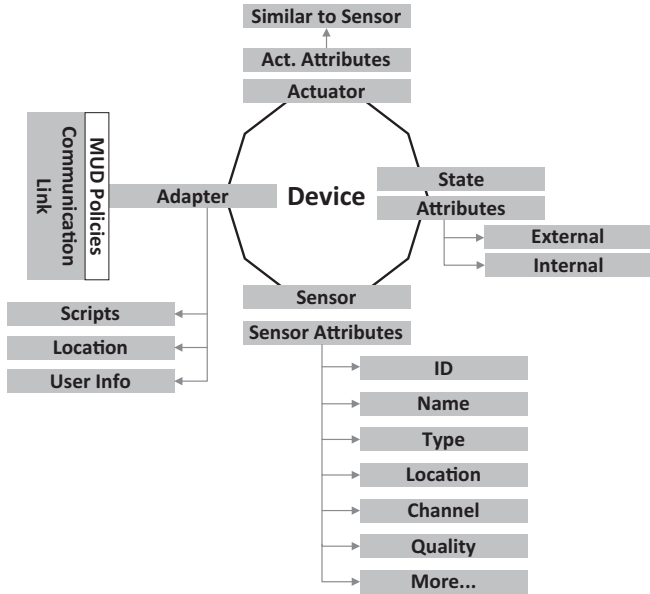 Similar to Sensor
Act. Attributes
Actuator
MUD Policies
Communication
Link
Adapter
Device
State
Attributes
External
Internal
Sensor
Sensor Attributes
Scripts
Location
User Info
ID
Name
Type
Location
Channel
Quality
More...